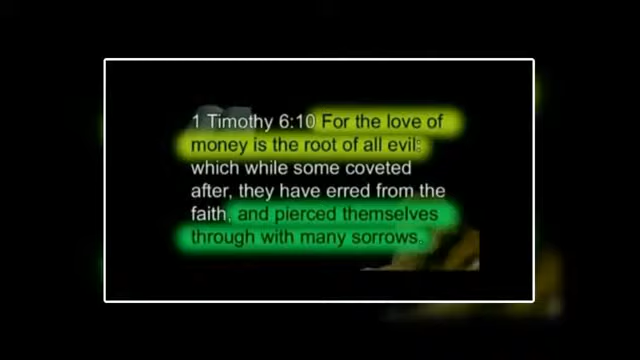 1 Timothy 6:10 For the love of
money is the root of all evil:
which while some coveted
after, they have erred from the
faith, and pierced themselves
through with many sorrows.